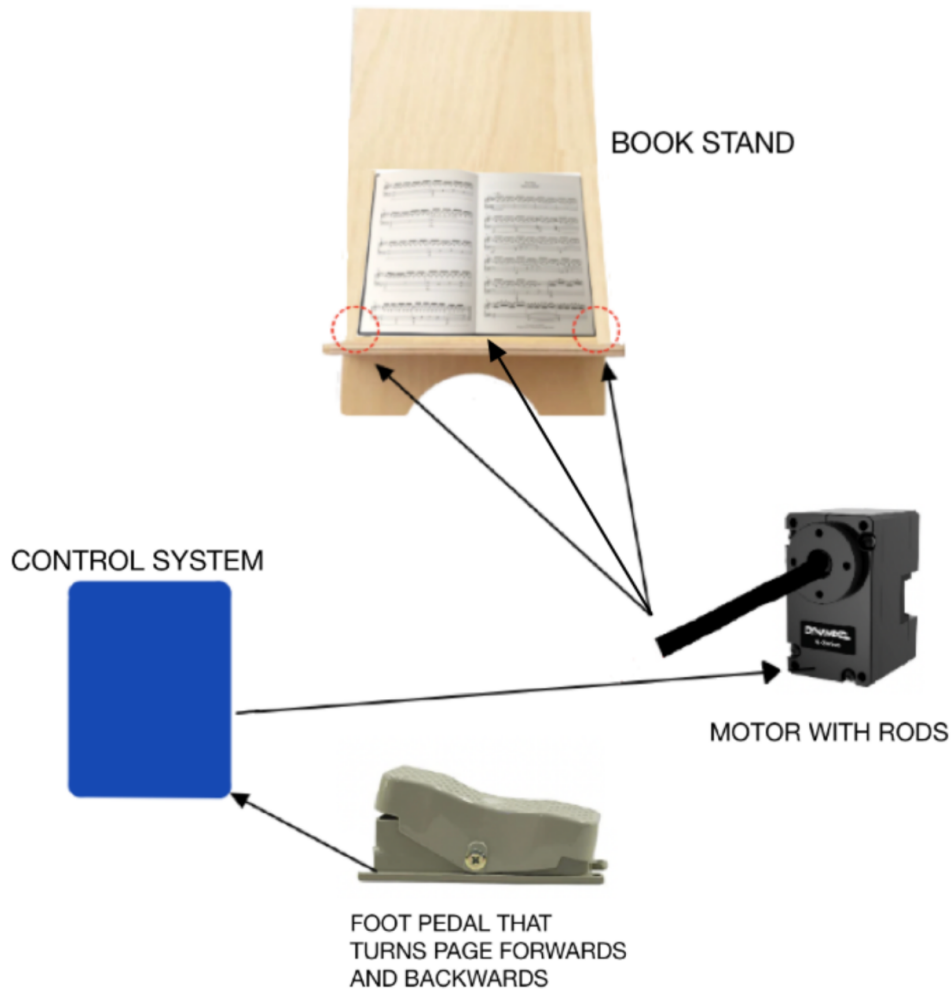 BOOK STAND
CONTROL SYSTEM
MOTOR WITH RODS
FOOT PEDAL THAT
TURNS PAGE FORWARDS
AND BACKWARDS